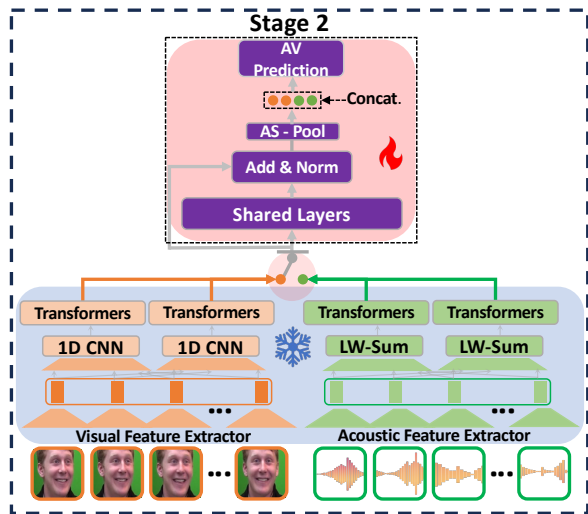 Stage 2
AV
Prediction
Concat.
AS - Pool
Add & Norm
Shared Layers
Transformers
Transformers
Transformers
Transformers
1D CNN
1D CNN
LW-Sum
LW-Sum
Visual Feature Extractor
Acoustic Feature Extractor